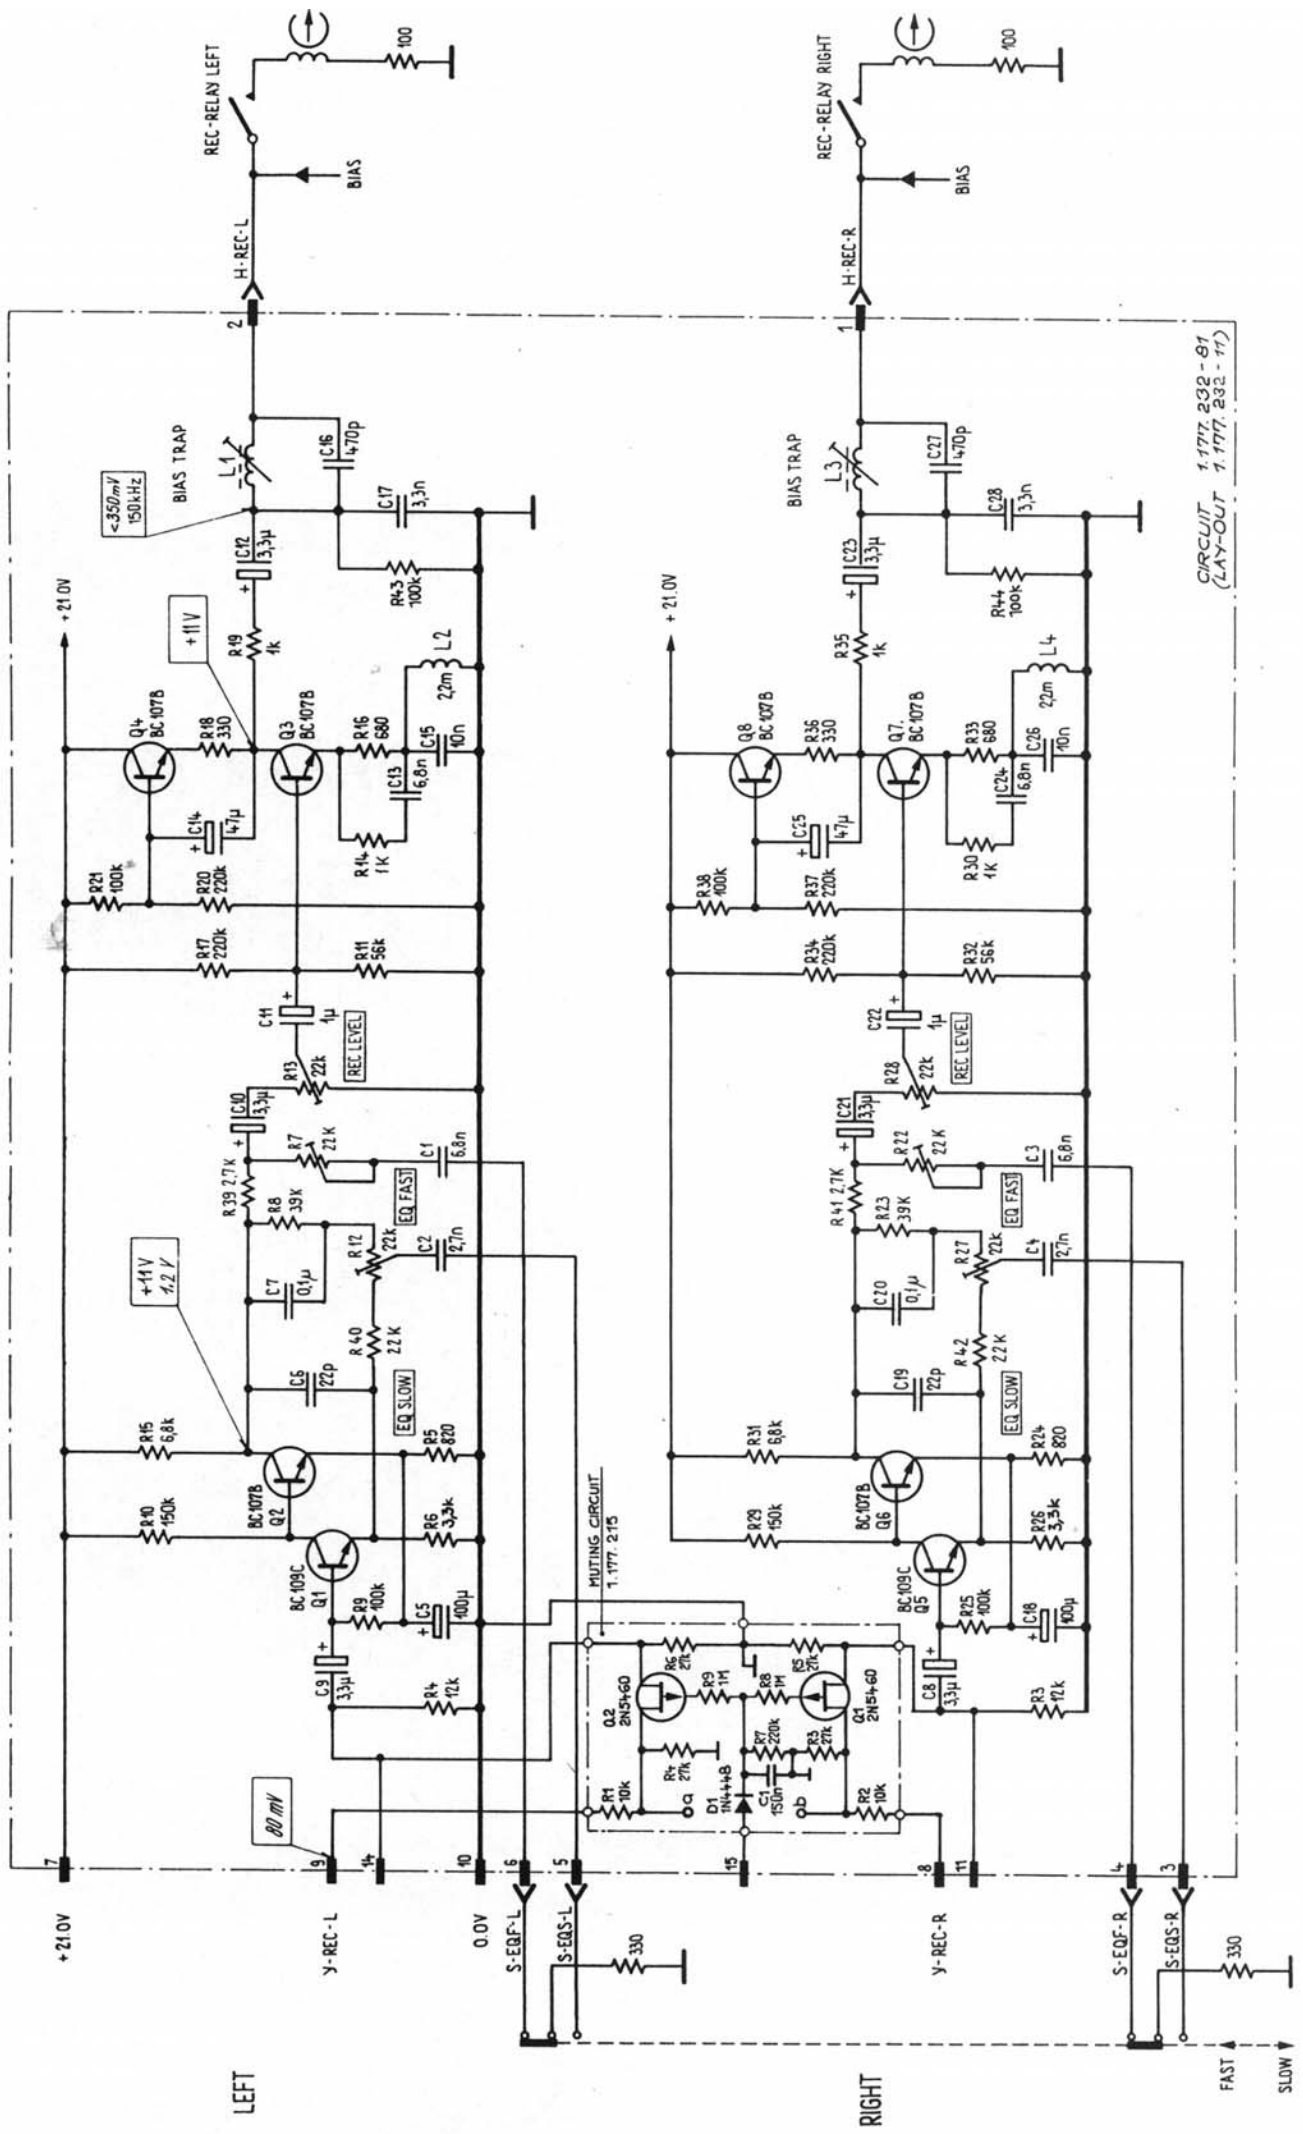 LEFT
+21.0V
7
80 mV
Y-REC-L
9
14
0.0V
10
S-EQF-L
6
S-EQS-L
5
330
C9
3,3µ
R4
12k
BC109C
Q1
R9
100k
C5
100µ
R10
150k
BC107B
Q2
R6
3,3k
R15
6,8k
R5
820
+11V
1.2 V
C6
22p
EQ SLOW
R40
22K
C7
0,1µ
R8
39K
R12
22k
R39 2,7K
R7
22K
EQ FAST
C2
2,7n
C1
6,8n
C10
3,3µ
R13
22k
REC LEVEL
C11
1µ
R17
220k
R11
56k
R21
100k
R20
220k
C14
47µ
Q4
BC107B
R18
330
+11V
Q3
BC107B
R14
1K
R16
680
C13
6,8n
C15
10n
L2
2,2m
+21.0V
R19
1k
C12
3,3µ
R43
100k
<350mV
150kHz
BIAS TRAP
L1
C16
470p
C17
3,3n
2
H-REC-L
BIAS
REC-RELAY LEFT
100
MUTING CIRCUIT
1.177.215
R1
10k
Q2
2N5460
R4
27k
R6
27k
R9
1M
R8
1M
R5
27k
a
D1
1N4448
C1
150n
R7
220k
R3
27k
b
R2
10k
Q1
2N5460
15
RIGHT
Y-REC-R
8
11
S-EQF-R
4
S-EQS-R
3
330
FAST
SLOW
C8
3,3µ
R3
12k
BC109C
Q5
R25
100k
C18
100µ
R29
150k
BC107B
Q6
R26
3,3k
R31
6,8k
R24
820
C19
22p
EQ SLOW
R42
22K
C20
0,1µ
R23
39K
R27
22k
R41 2,7K
R22
22K
EQ FAST
C4
2,7n
C3
6,8n
C21
3,3µ
R28
22k
REC LEVEL
C22
1µ
R34
220k
R32
56k
R38
100k
R37
220k
C25
47µ
Q8
BC107B
R36
330
Q7.
BC107B
R30
1K
R33
680
C24
6,8n
C26
10n
L4
2,2m
+21.0V
R35
1k
C23
3,3µ
R44
100k
BIAS TRAP
L3
C27
470p
C28
3,3n
1
H-REC-R
BIAS
REC-RELAY RIGHT
100
CIRCUIT 1.177.232-81
(LAY-OUT 1.177.232-11)